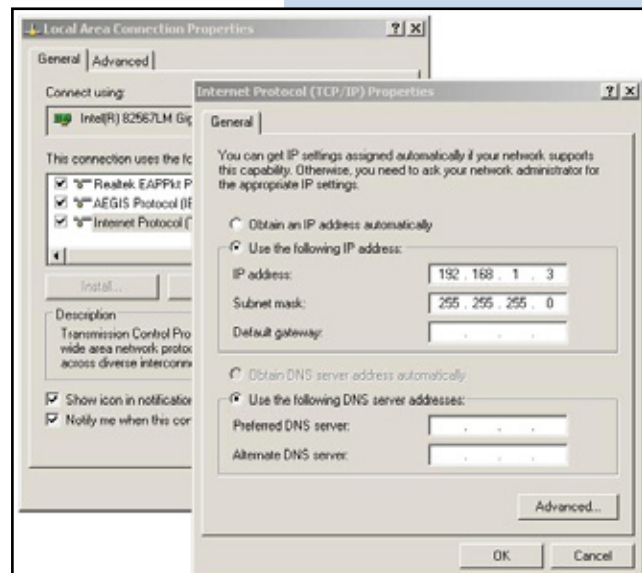 Local Area Connection Properties
General Advanced
Connect using:
Intel(R) 82567LM Gig
This connection uses the fo
Realtek EAPPkt P
AEGIS Protocol (IE
Internet Protocol (T
Install...
Description
Transmission Control Pro
wide area network protoc
across diverse interconne
Show icon in notification
Notify me when this con
Internet Protocol (TCP/IP) Properties
General
You can get IP settings assigned automatically if your network supports
this capability. Otherwise, you need to ask your network administrator for
the appropriate IP settings.
Obtain an IP address automatically
Use the following IP address:
IP address: 192 . 168 . 1 . 3
Subnet mask: 255 . 255 . 255 . 0
Default gateway: . . .
Obtain DNS server address automatically
Use the following DNS server addresses:
Preferred DNS server: . . .
Alternate DNS server: . . .
Advanced...
OK Cancel